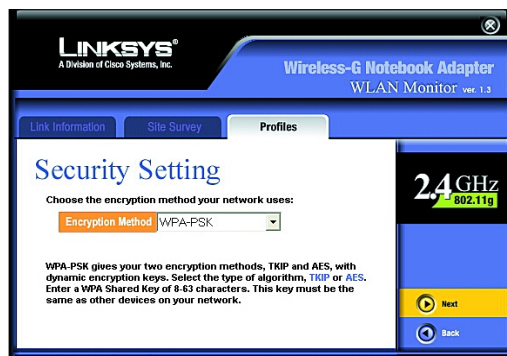 LINKSYS®
A Division of Cisco Systems, Inc.
Wireless-G Notebook Adapter
WLAN Monitor ver. 1.3
Link Information
Site Survey
Profiles
Security Setting
Choose the encryption method your network uses:
Encryption Method WPA-PSK
WPA-PSK gives your two encryption methods, TKIP and AES, with
dynamic encryption keys. Select the type of algorithm, TKIP or AES.
Enter a WPA Shared Key of 8-63 characters. This key must be the
same as other devices on your network.
2.4 GHz
802.11g
Next
Back